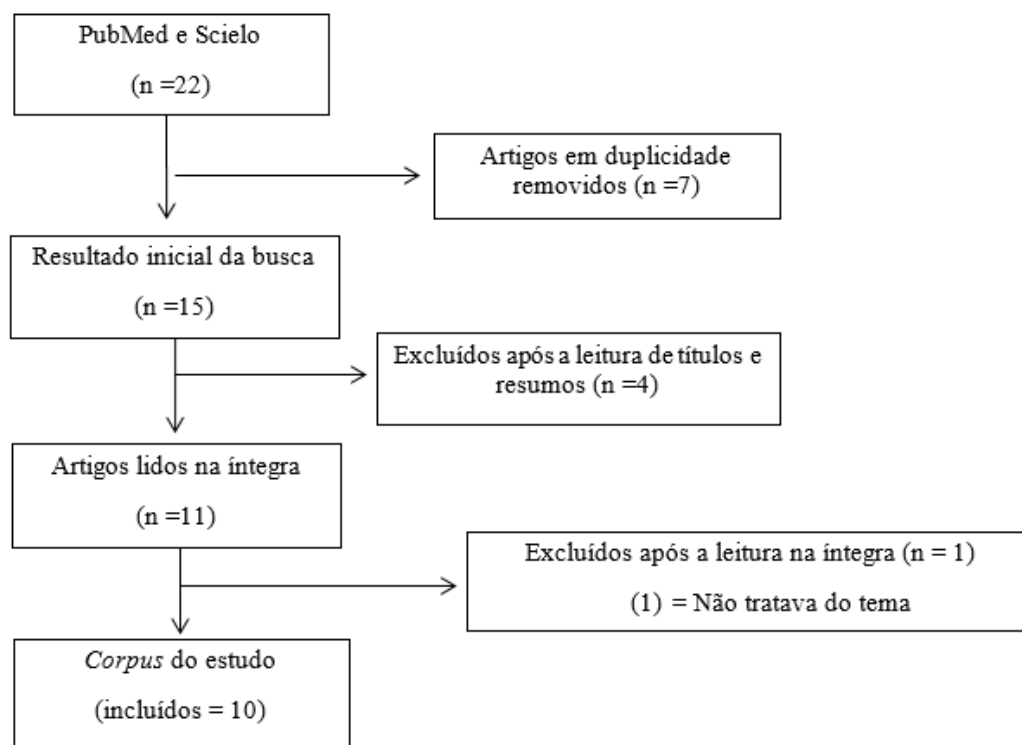 PubMed e Scielo
(n =22)
Artigos em duplicidade
removidos (n =7)
Resultado inicial da busca
(n =15)
Excluídos após a leitura de títulos e
resumos (n =4)
Artigos lidos na íntegra
(n =11)
Excluídos após a leitura na íntegra (n = 1)
(1) = Não tratava do tema
Corpus do estudo
(incluídos = 10)